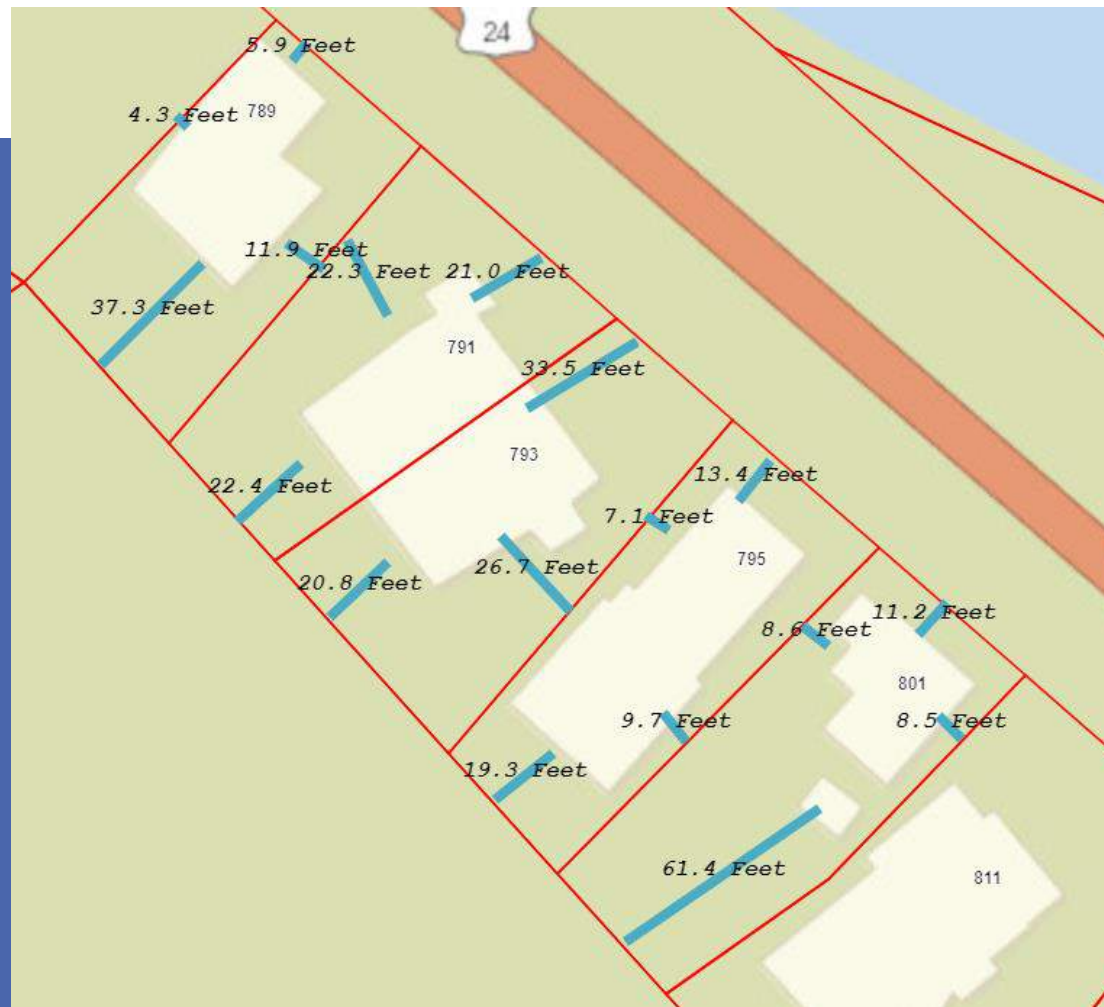 24
5.9 Feet
4.3 Feet
789
11.9 Feet
22.3 Feet
21.0 Feet
37.3 Feet
791
33.5 Feet
793
13.4 Feet
22.4 Feet
7.1 Feet
795
26.7 Feet
20.8 Feet
11.2 Feet
8.6 Feet
801
9.7 Feet
8.5 Feet
19.3 Feet
61.4 Feet
811